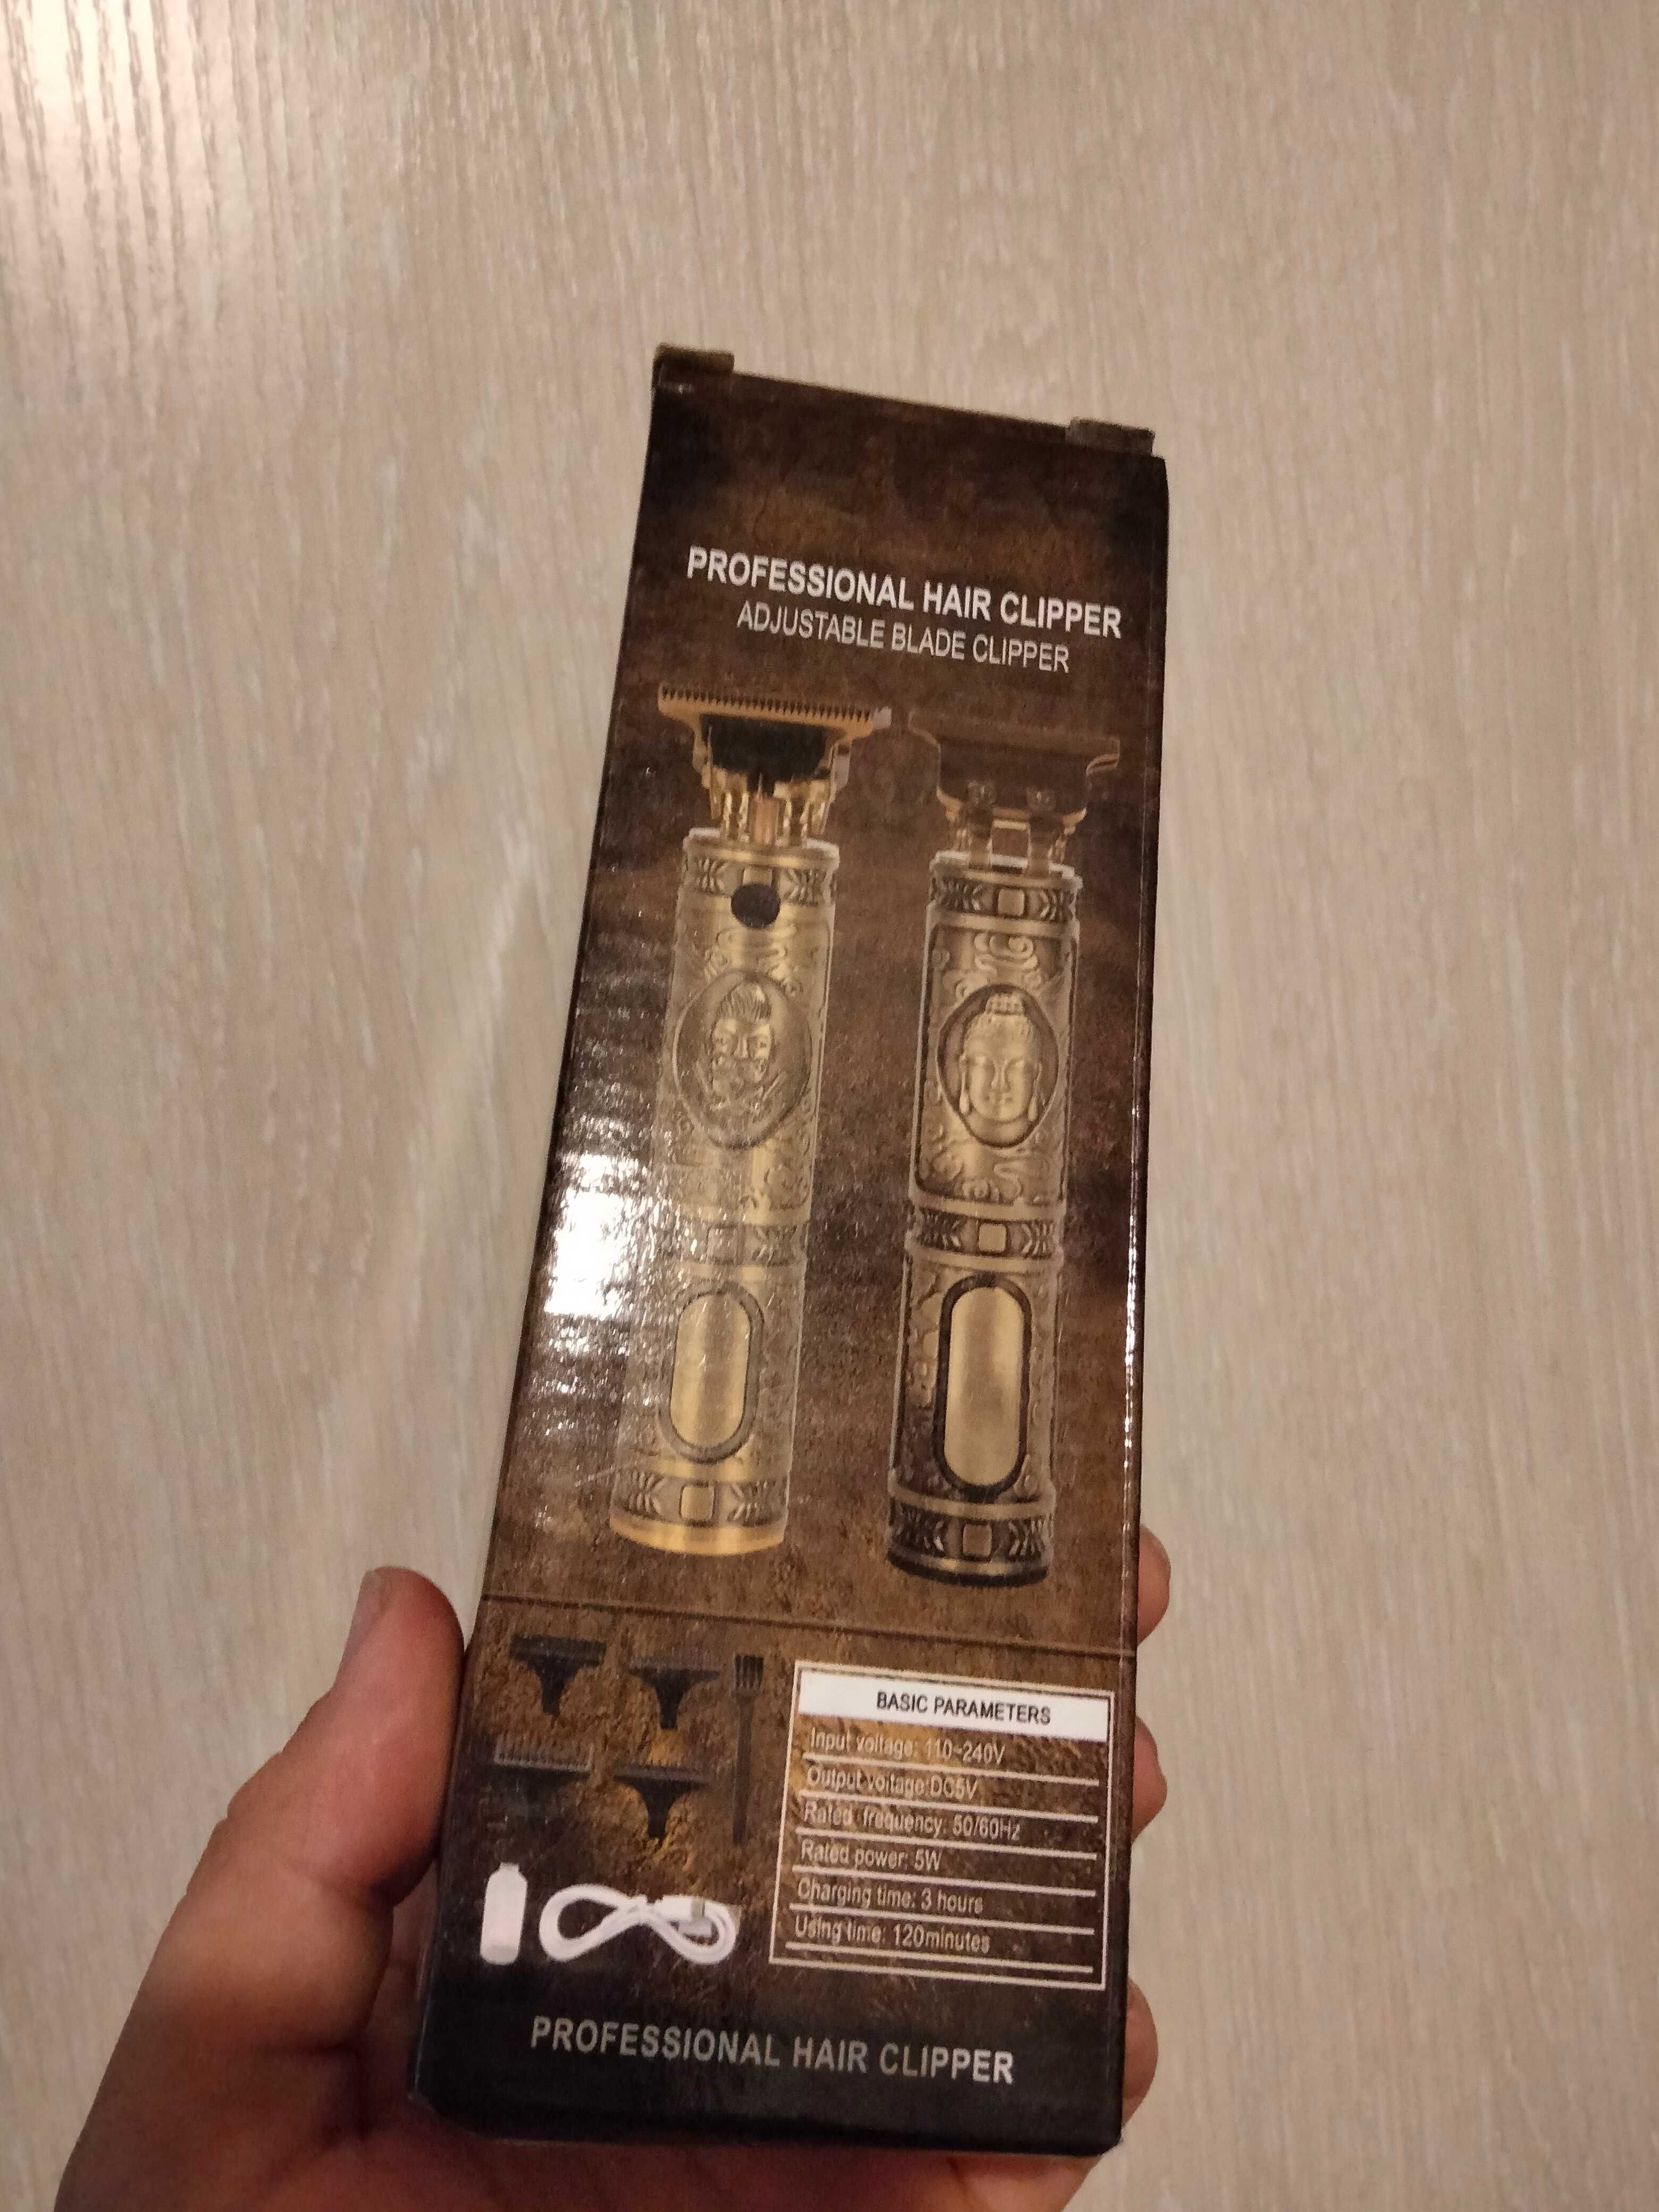 PROFESSIONAL HAIR CLIPPER
ADJUSTABLE BLADE CLIPPER
BASIC PARAMETERS
Input voltage: 110~240V
Output voltage:DC5V
Rated frequency: 50/60Hz
Rated power: 5W
Charging time: 3 hours
Using time: 120minutes
PROFESSIONAL HAIR CLIPPER